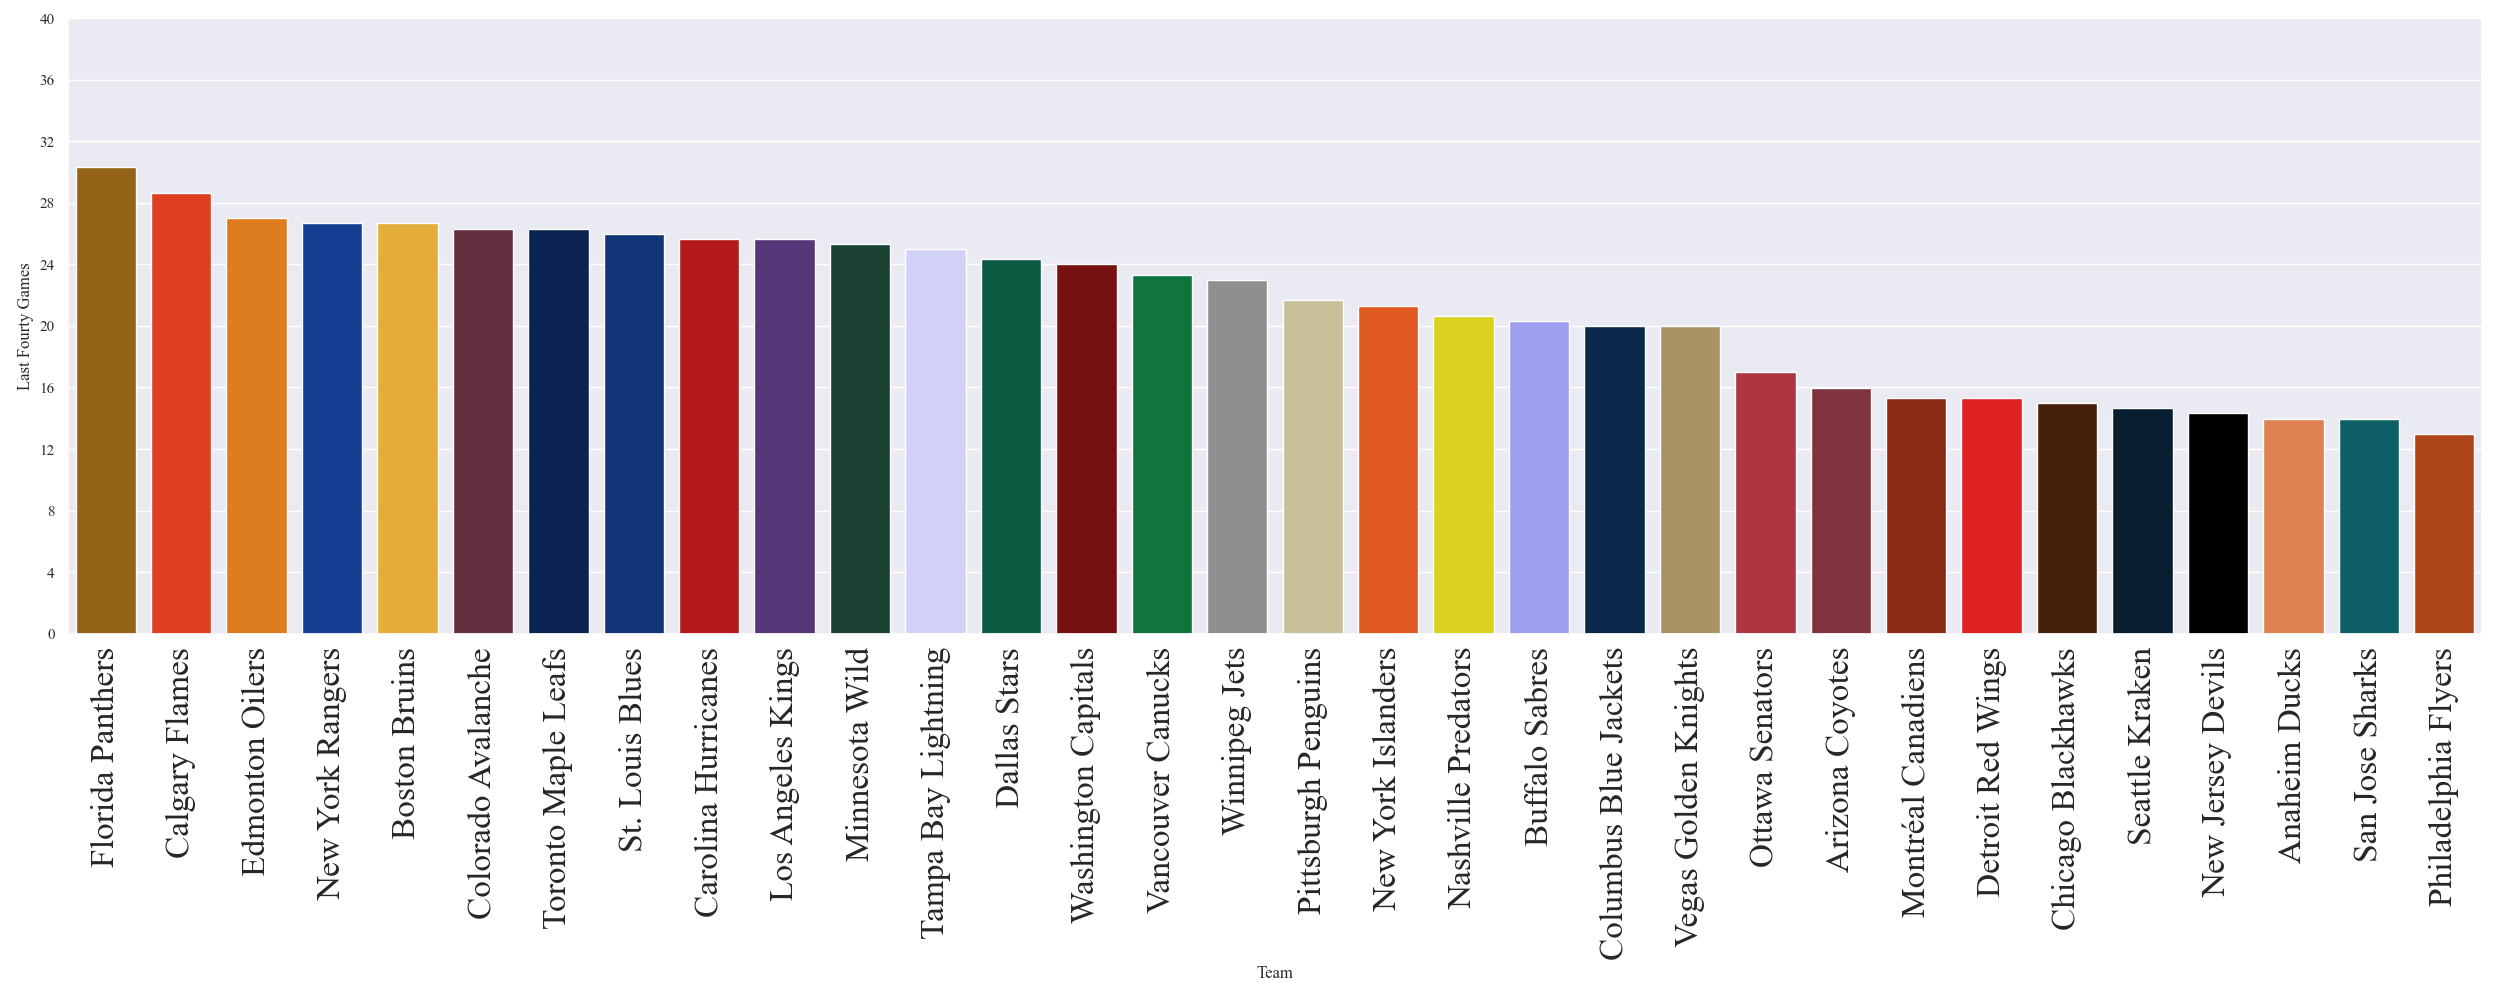 40
36
32
28
24
20
16
12
8
4
0
Last Fourty Games
Florida Panthers
Calgary Flames
Edmonton Oilers
New York Rangers
Boston Bruins
Colorado Avalanche
Toronto Maple Leafs
St. Louis Blues
Carolina Hurricanes
Los Angeles Kings
Minnesota Wild
Tampa Bay Lightning
Dallas Stars
Washington Capitals
Vancouver Canucks
Winnipeg Jets
Pittsburgh Penguins
New York Islanders
Nashville Predators
Buffalo Sabres
Columbus Blue Jackets
Vegas Golden Knights
Ottawa Senators
Arizona Coyotes
Montréal Canadiens
Detroit Red Wings
Chicago Blackhawks
Seattle Kraken
New Jersey Devils
Anaheim Ducks
San Jose Sharks
Philadelphia Flyers
Team